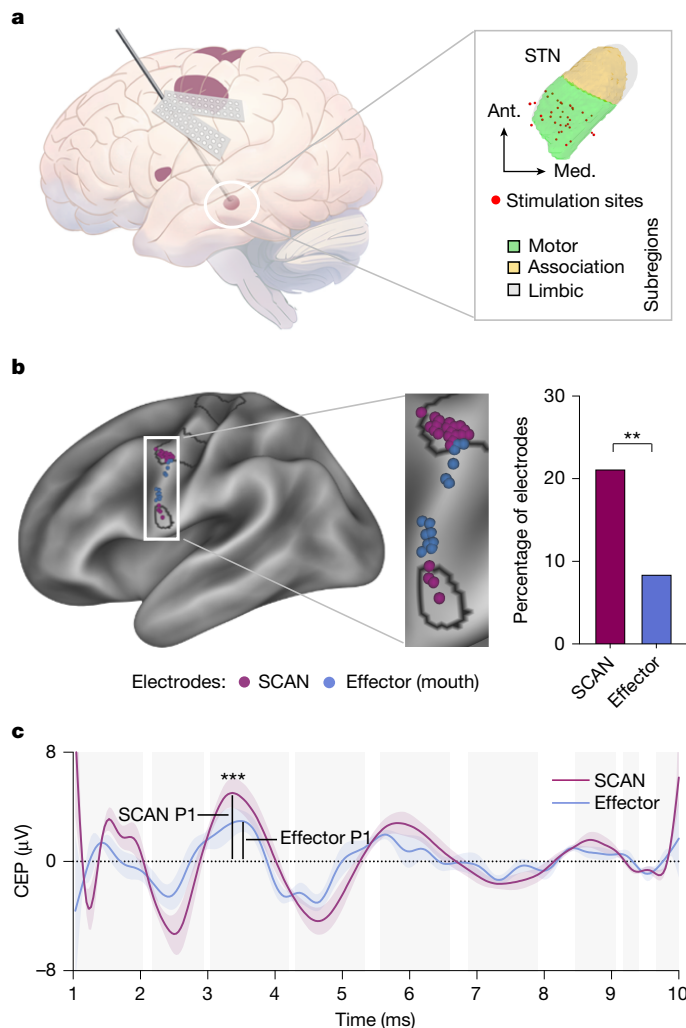 a
STN
Ant.
Med.
Stimulation sites
Motor
Association
Limbic
Subregions
b
30
20
10
0
Percentage of electrodes
**
SCAN
Effector
Electrodes: SCAN Effector (mouth)
c
8
0
−8
CEP (μV)
***
SCAN P1
Effector P1
SCAN
Effector
1 2 3 4 5 6 7 8 9 10
Time (ms)